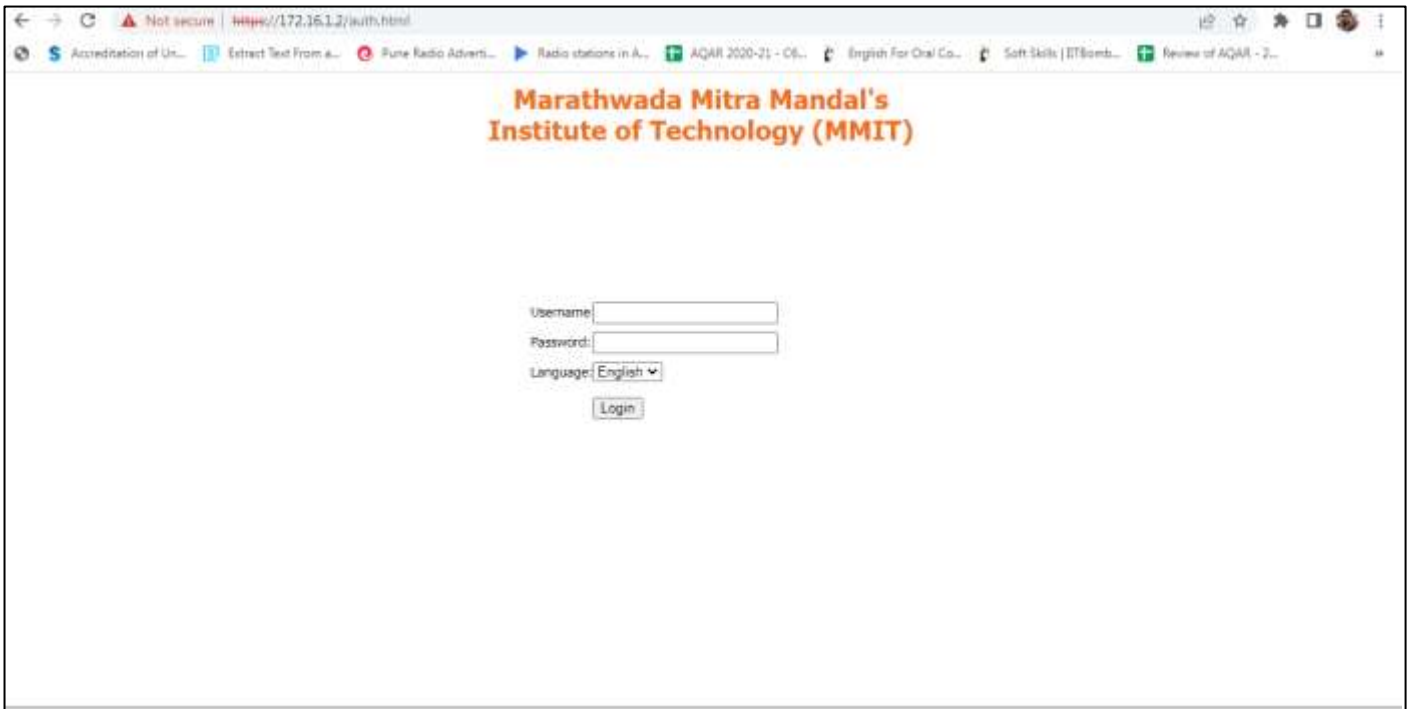 Not secure | https://172.16.1.2/auth.html
Accreditation of Un... Extract Text From a... Pune Radio Adverti... Radio stations in A... AQAR 2020-21 - C6... English For Oral Co... Soft Skills | IITBomb... Review of AQAR - 2...
Marathwada Mitra Mandal's
Institute of Technology (MMIT)
Username
Password:
Language: English
Login